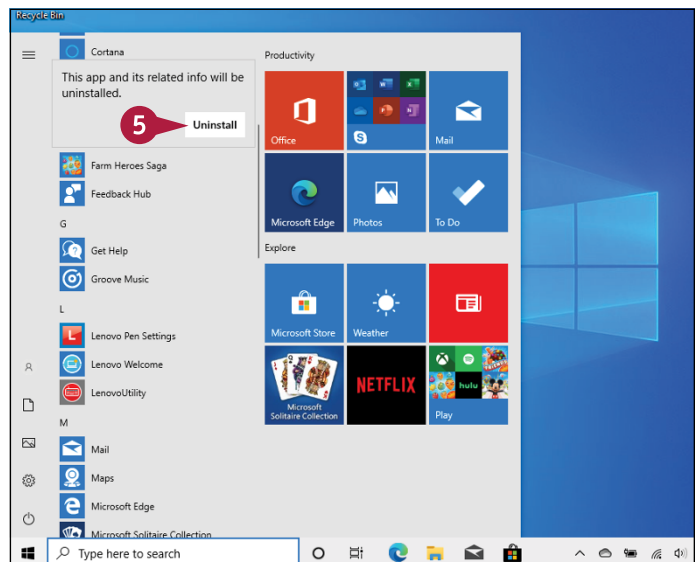 Recycle Bin
Cortana
This app and its related info will be
uninstalled.
5
Uninstall
Farm Heroes Saga
Feedback Hub
G
Get Help
Groove Music
L
Lenovo Pen Settings
Lenovo Welcome
LenovoUtility
M
Mail
Maps
Microsoft Edge
Microsoft Solitaire Collection
Productivity
Office
Mail
Microsoft Edge
Photos
To Do
Explore
Microsoft Store
Weather
Microsoft
Solitaire Collection
NETFLIX
hulu
Play
Type here to search